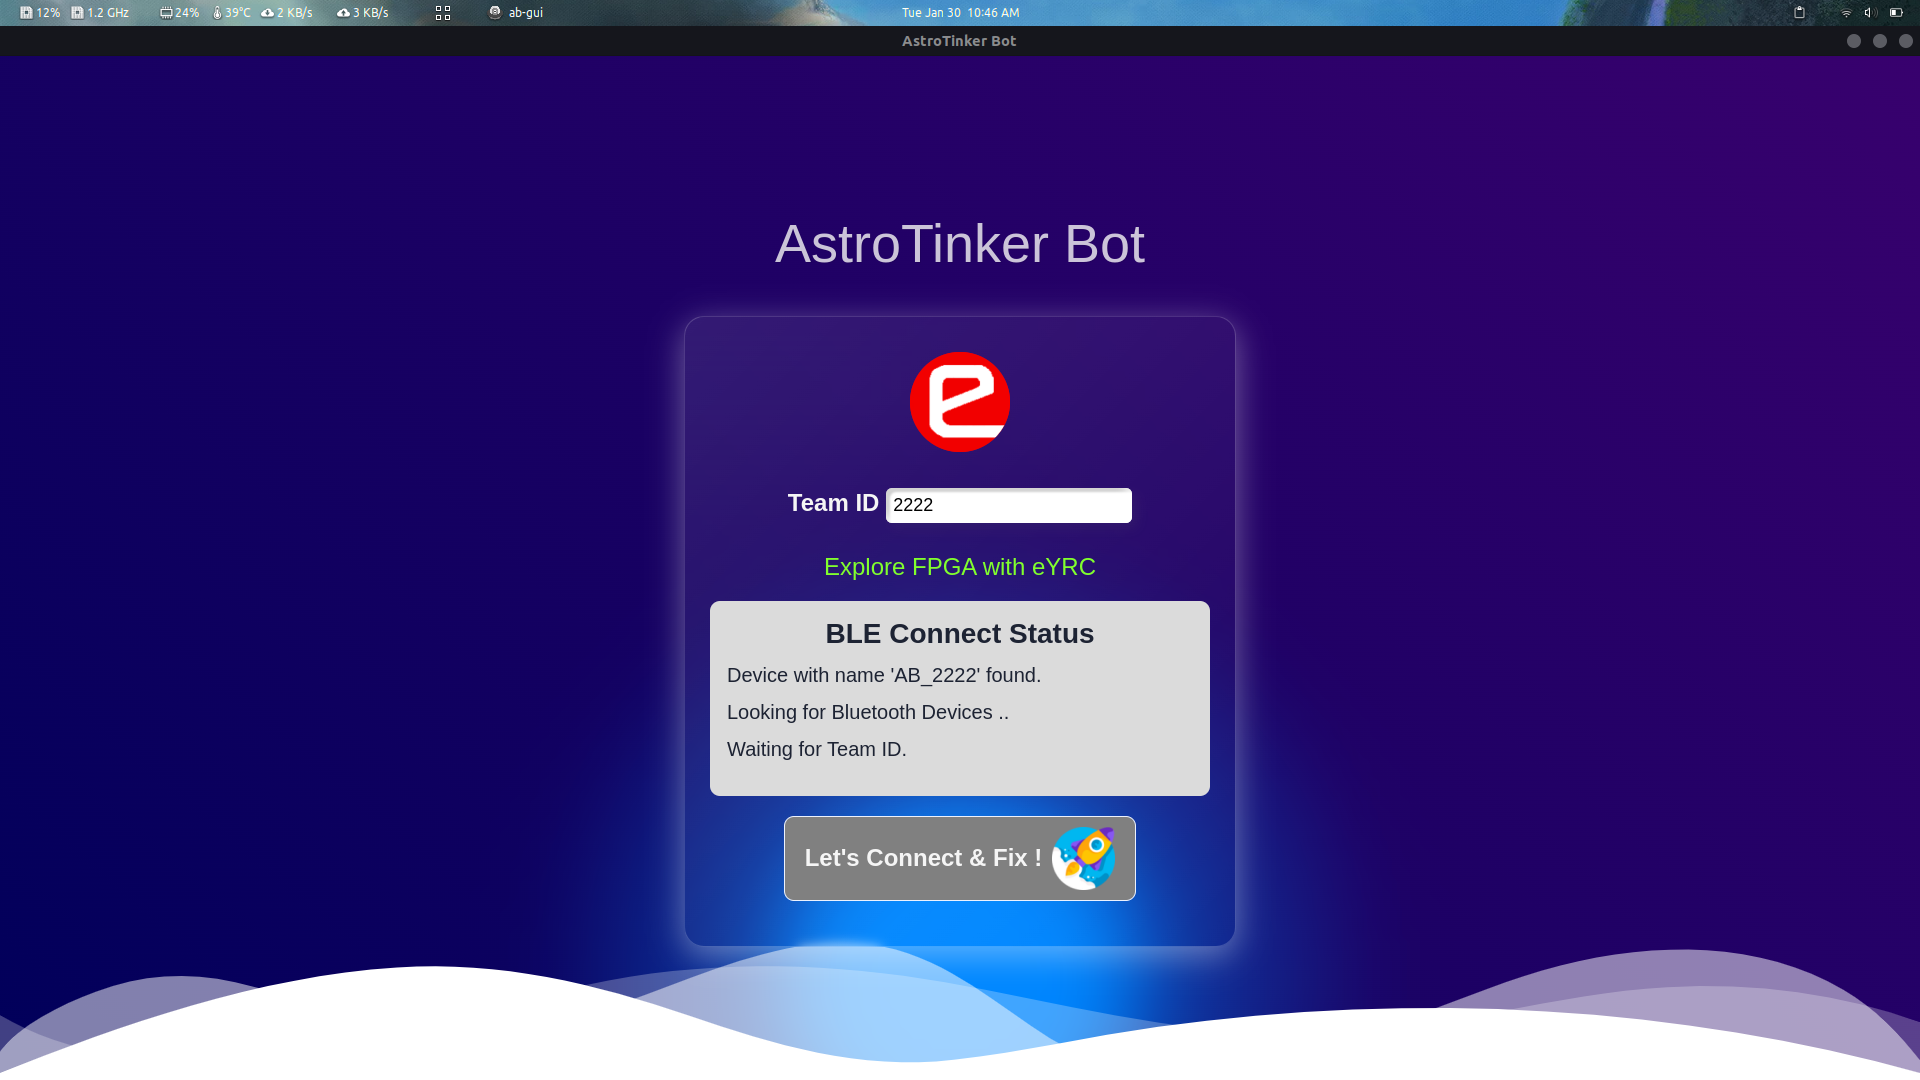 12% 1.2 GHz 24% 39°C 2 KB/s 3 KB/s ab-gui Tue Jan 30 10:46 AM
AstroTinker Bot
AstroTinker Bot
e
Team ID 2222
Explore FPGA with eYRC
BLE Connect Status
Device with name 'AB_2222' found.
Looking for Bluetooth Devices ..
Waiting for Team ID.
Let's Connect & Fix !